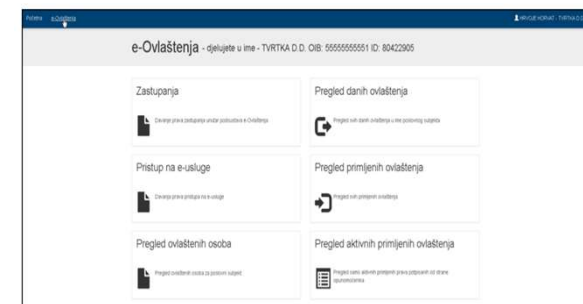 Početna e-Ovlaštenja HRVOJE HORVAT - TVRTKA D.D.
e-Ovlaštenja - djelujete u ime - TVRTKA D.D. OIB: 55555555551 ID: 80422905
Zastupanja
Davanje prava zastupanja unutar poslužitelja e-Ovlaštenja
Pregled danih ovlaštenja
Pregled svih danih ovlaštenja u ime poslovnog subjekta
Pristup na e-usluge
Davanje prava pristupa na e-usluge
Pregled primljenih ovlaštenja
Pregled svih primljenih ovlaštenja
Pregled ovlaštenih osoba
Pregled ovlaštenih osoba za poslovni subjekt
Pregled aktivnih primljenih ovlaštenja
Pregled samo aktivnih primljenih prava potpisanih od strane
opunomoćenika